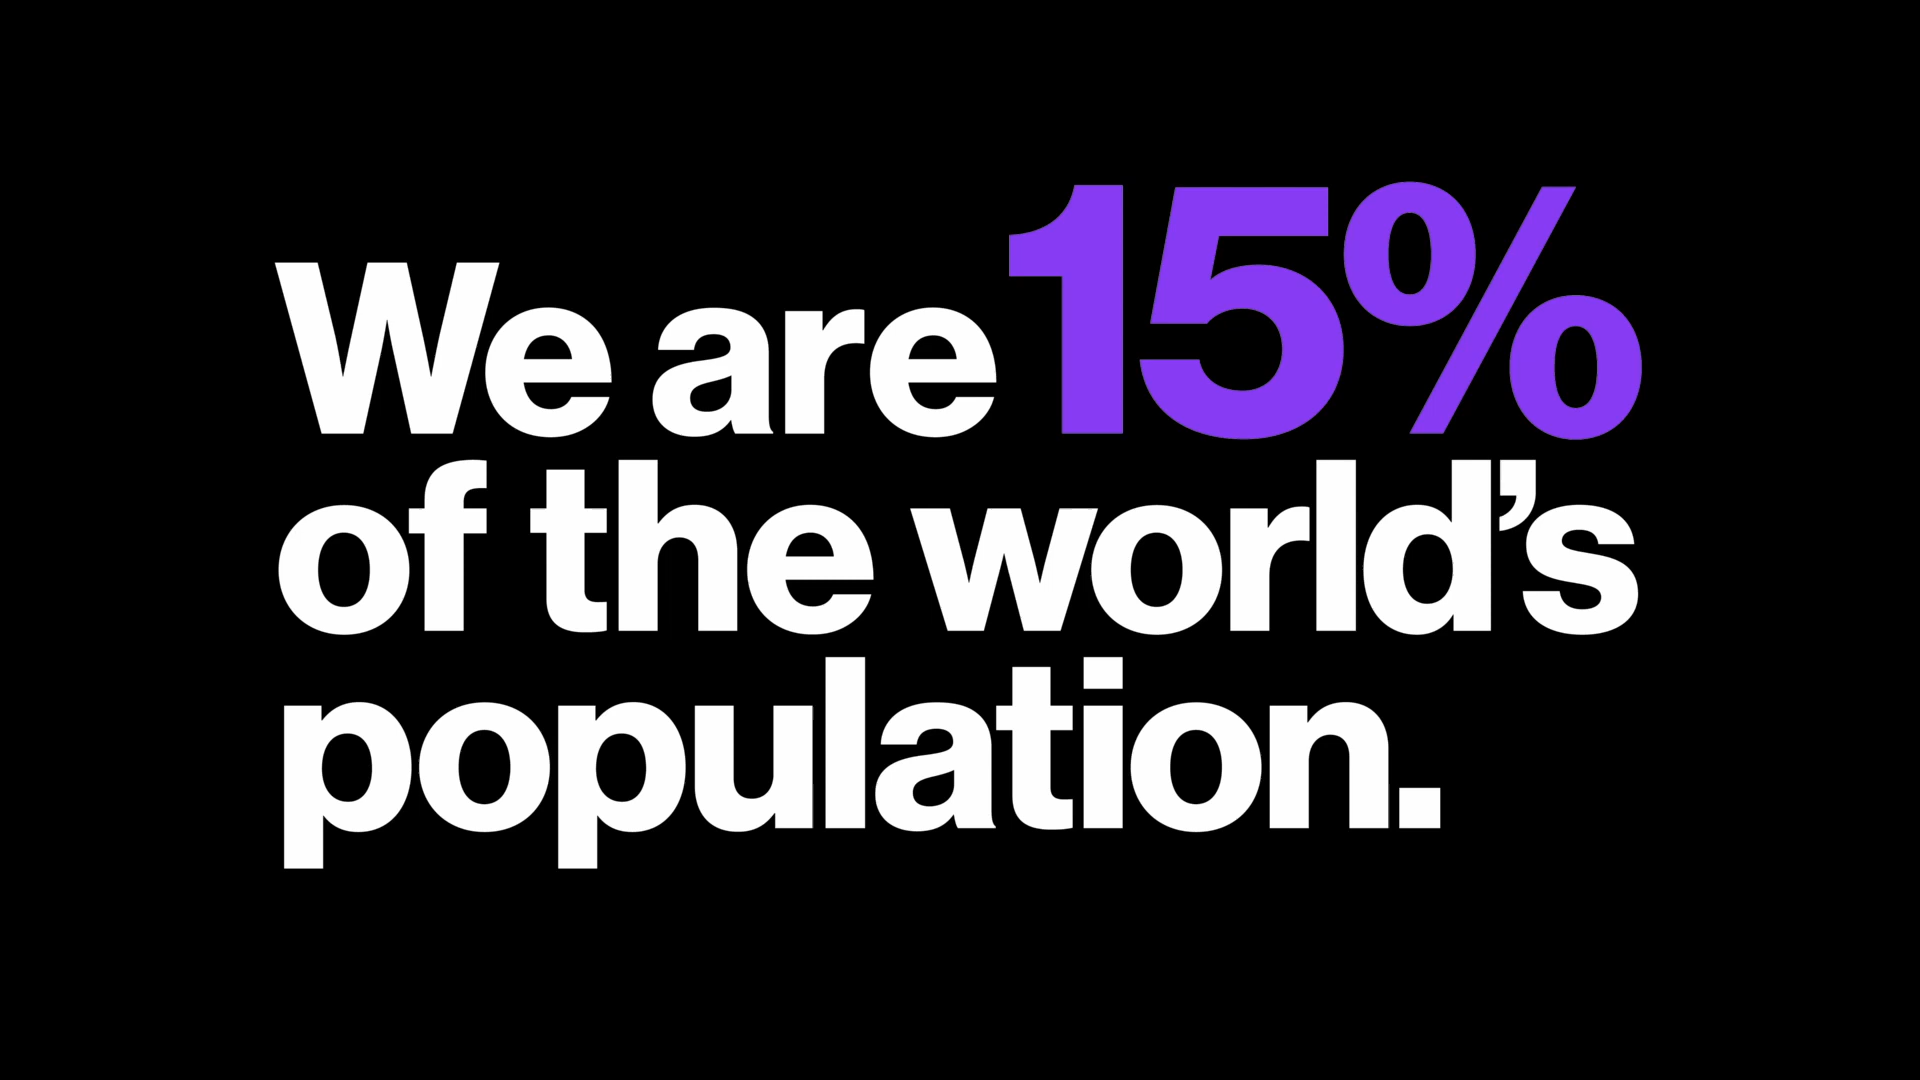 We are 15%
of the world’s
population.